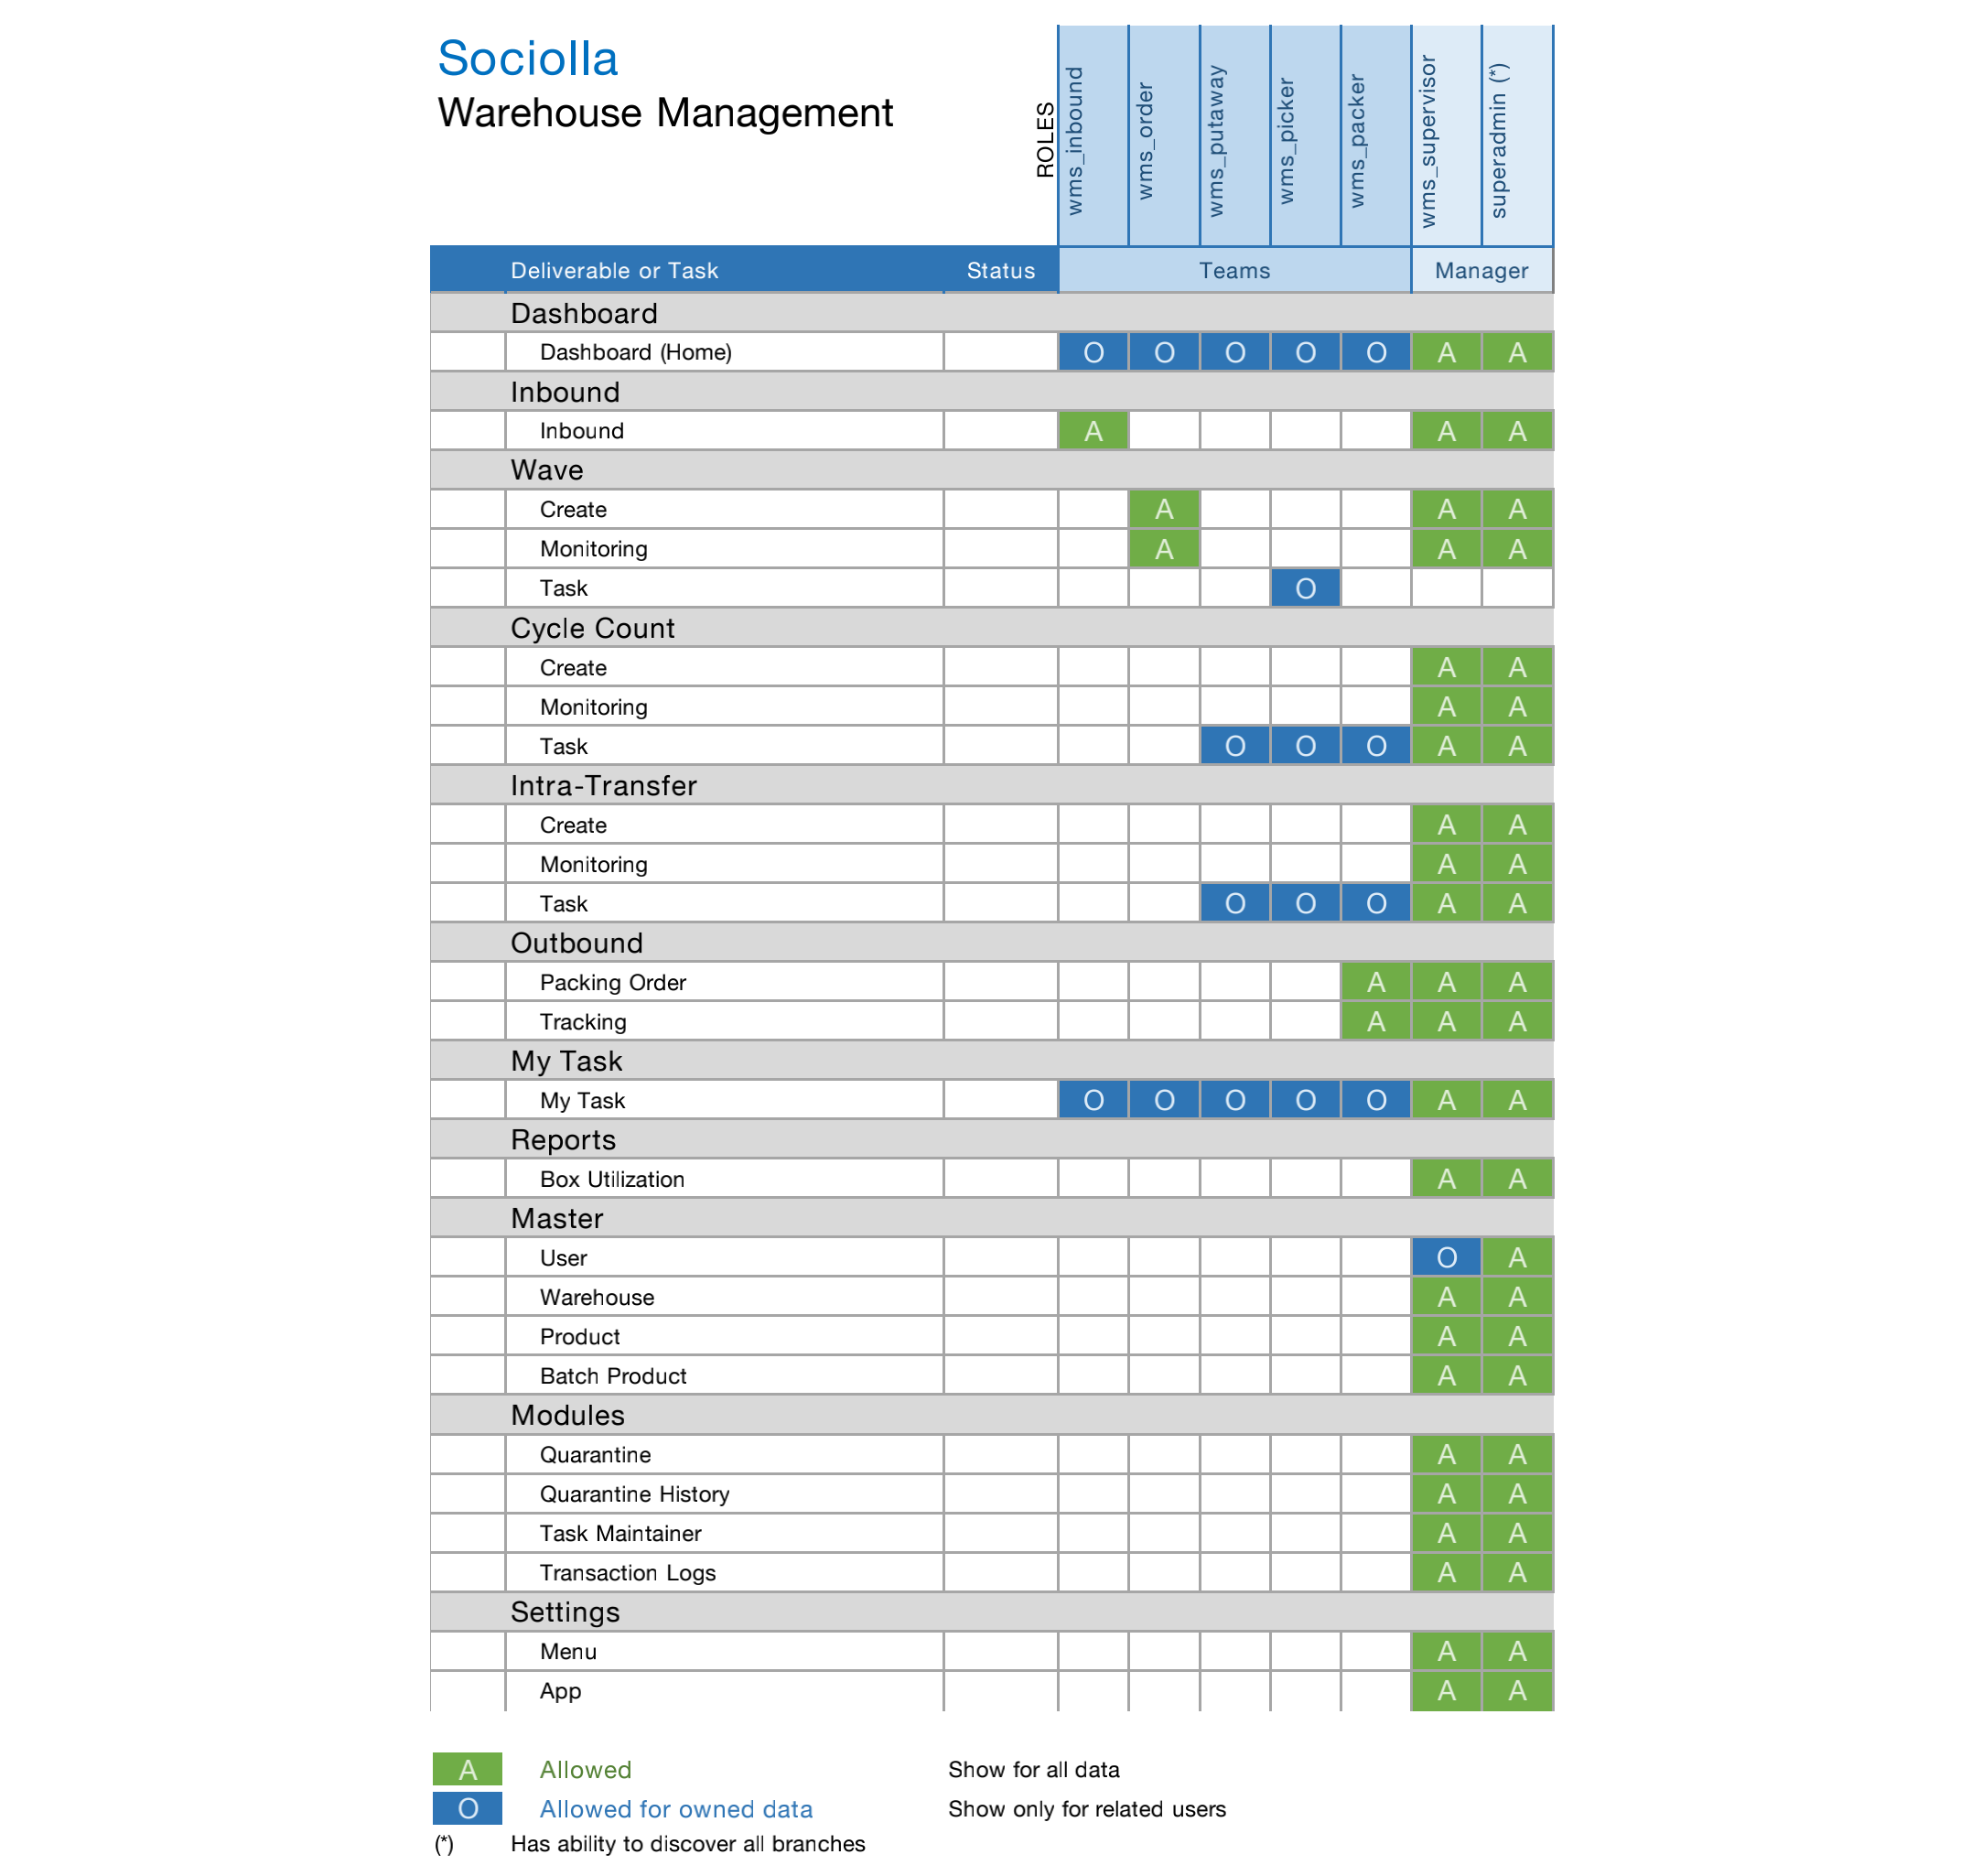 Sociolla
Warehouse Management
ROLES
wms_inbound
wms_order
wms_putaway
wms_picker
wms_packer
wms_supervisor
superadmin (*)
Deliverable or Task Status Teams Manager
Dashboard
Dashboard (Home) O O O O O A A
Inbound
Inbound A A A
Wave
Create A A A
Monitoring A A A
Task O
Cycle Count
Create A A
Monitoring A A
Task O O O A A
Intra-Transfer
Create A A
Monitoring A A
Task O O O A A
Outbound
Packing Order A A A
Tracking A A A
My Task
My Task O O O O O A A
Reports
Box Utilization A A
Master
User O A
Warehouse A A
Product A A
Batch Product A A
Modules
Quarantine A A
Quarantine History A A
Task Maintainer A A
Transaction Logs A A
Settings
Menu A A
App A A
A Allowed Show for all data
O Allowed for owned data Show only for related users
(*) Has ability to discover all branches